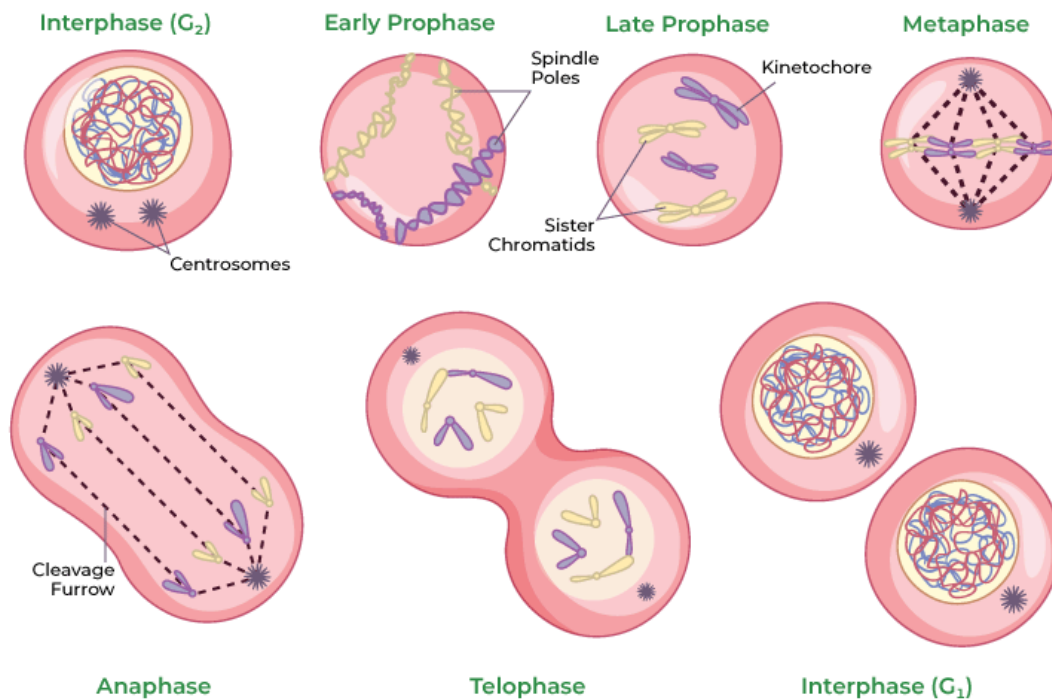 Interphase (G₂)
Early Prophase
Late Prophase
Metaphase
Spindle
Poles
Kinetochore
Sister
Chromatids
Centrosomes
Cleavage
Furrow
Anaphase
Telophase
Interphase (G₁)